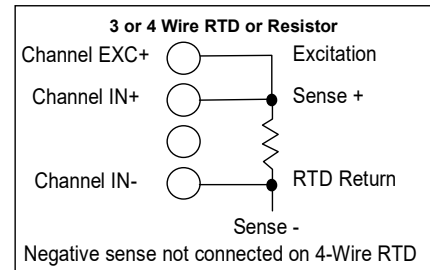 3 or 4 Wire RTD or Resistor
Channel EXC+ Excitation
Channel IN+ Sense +
Channel IN- RTD Return
Sense -
Negative sense not connected on 4-Wire RTD